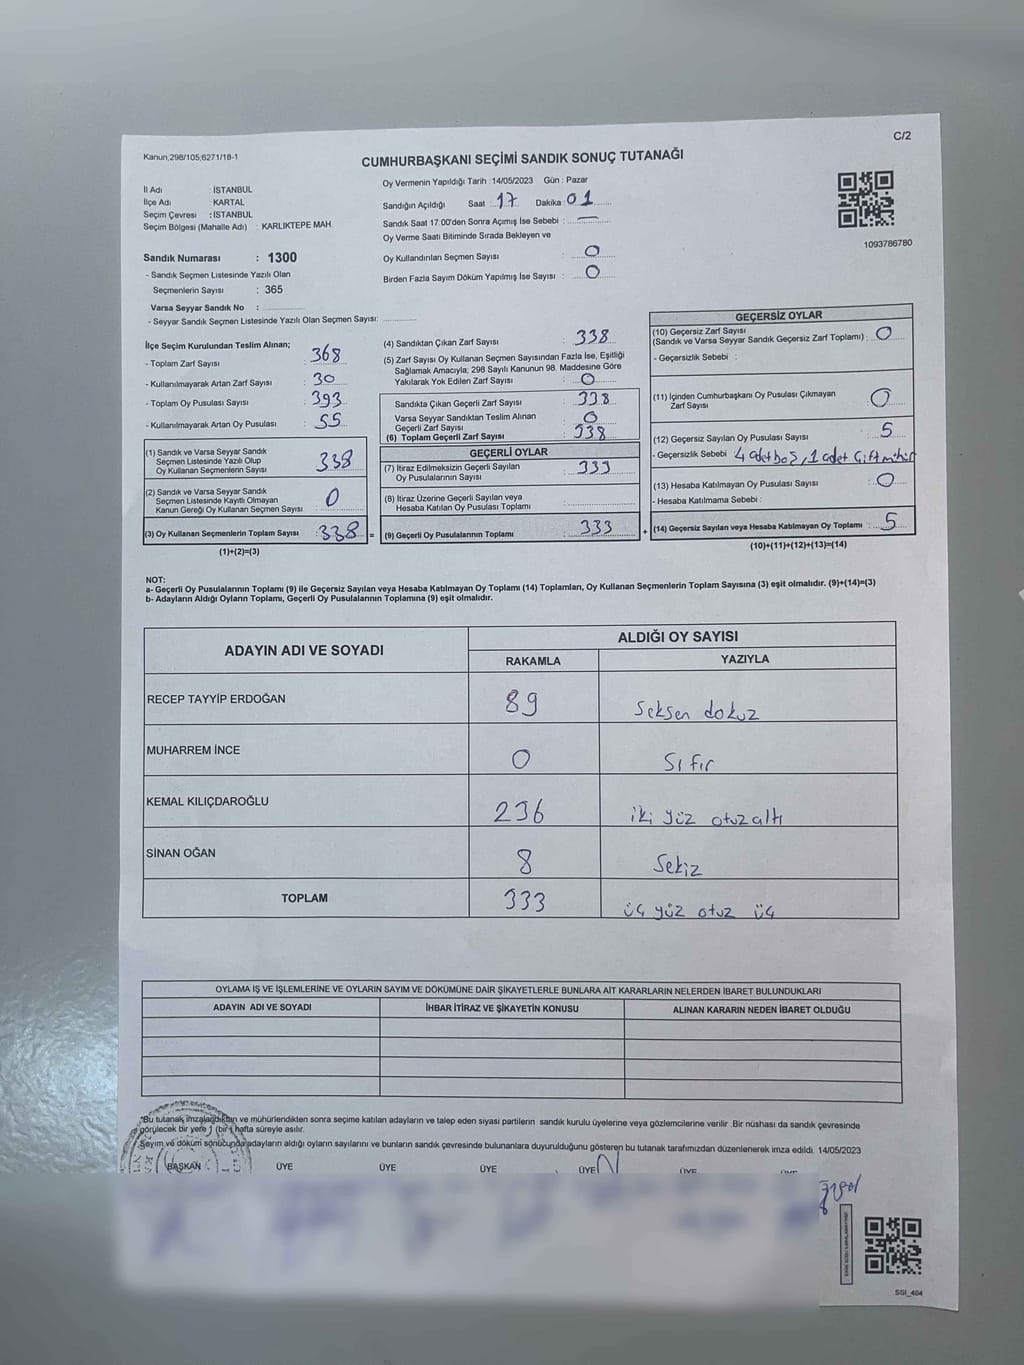 C/2
Kanun;298/105;6271/18-1
CUMHURBAŞKANI SEÇİMİ SANDIK SONUÇ TUTANAĞI
İl Adı : İSTANBUL
İlçe Adı : KARTAL
Seçim Çevresi : İSTANBUL
Seçim Bölgesi (Mahalle Adı) : KARLIKTEPE MAH.
Oy Vermenin Yapıldığı Tarih : 14/05/2023 Gün : Pazar
Sandığın Açıldığı Saat : 17 Dakika : 01
Sandık Saat 17.00'den Sonra Açımış İse Sebebi : —
Oy Verme Saati Bitiminde Sırada Bekleyen ve
Oy Kullandırılan Seçmen Sayısı : 0
Birden Fazla Sayım Döküm Yapılmış İse Sayısı : 0
1093786780
Sandık Numarası : 1300
- Sandık Seçmen Listesinde Yazılı Olan
Seçmenlerin Sayısı : 365
Varsa Seyyar Sandık No :
- Seyyar Sandık Seçmen Listesinde Yazılı Olan Seçmen Sayısı:
İlçe Seçim Kurulundan Teslim Alınan;
- Toplam Zarf Sayısı : 368
- Kullanılmayarak Artan Zarf Sayısı : 30
- Toplam Oy Pusulası Sayısı : 393
- Kullanılmayarak Artan Oy Pusulası : 55
(1) Sandık ve Varsa Seyyar Sandık
Seçmen Listesinde Yazılı Olup
Oy Kullanan Seçmenlerin Sayısı : 338
(2) Sandık ve Varsa Seyyar Sandık
Seçmen Listesinde Kayıtlı Olmayan
Kanun Gereği Oy Kullanan Seçmen Sayısı : 0
(3) Oy Kullanan Seçmenlerin Toplam Sayısı : 338 =
(1)+(2)=(3)
(4) Sandıktan Çıkan Zarf Sayısı : 338
(5) Zarf Sayısı Oy Kullanan Seçmen Sayısından Fazla İse, Eşitliği
Sağlamak Amacıyla; 298 Sayılı Kanunun 98. Maddesine Göre
Yakılarak Yok Edilen Zarf Sayısı : 0
Sandıkta Çıkan Geçerli Zarf Sayısı : 338
Varsa Seyyar Sandıktan Teslim Alınan
Geçerli Zarf Sayısı : 0
(6) Toplam Geçerli Zarf Sayısı : 338
GEÇERLİ OYLAR
(7) İtiraz Edilmeksizin Geçerli Sayılan
Oy Pusulalarının Sayısı : 333
(8) İtiraz Üzerine Geçerli Sayılan veya
Hesaba Katılan Oy Pusulaları Toplamı :
(9) Geçerli Oy Pusulalarının Toplamı : 333 +
GEÇERSİZ OYLAR
(10) Geçersiz Zarf Sayısı
(Sandık ve Varsa Seyyar Sandık Geçersiz Zarf Toplamı) : 0
- Geçersizlik Sebebi :
(11) İçinden Cumhurbaşkanı Oy Pusulası Çıkmayan
Zarf Sayısı : 0
(12) Geçersiz Sayılan Oy Pusulası Sayısı : 5
- Geçersizlik Sebebi 4 adet boş, 1 adet Çift mühür
(13) Hesaba Katılmayan Oy Pusulası Sayısı : 0
- Hesaba Katılmama Sebebi :
(14) Geçersiz Sayılan veya Hesaba Katılmayan Oy Toplamı : 5
(10)+(11)+(12)+(13)=(14)
NOT:
a- Geçerli Oy Pusulalarının Toplamı (9) ile Geçersiz Sayılan veya Hesaba Katılmayan Oy Toplamı (14) Toplamları, Oy Kullanan Seçmenlerin Toplam Sayısına (3) eşit olmalıdır. (9)+(14)=(3)
b- Adayların Aldığı Oyların Toplamı, Geçerli Oy Pusulalarının Toplamına (9) eşit olmalıdır.
ADAYIN ADI VE SOYADI
ALDIĞI OY SAYISI
RAKAMLA YAZIYLA
RECEP TAYYİP ERDOĞAN 89 Seksen dokuz
MUHARREM İNCE 0 Sıfır
KEMAL KILIÇDAROĞLU 236 iki yüz otuz altı
SİNAN OĞAN 8 Sekiz
TOPLAM 333 üç yüz otuz üç
OYLAMA İŞ VE İŞLEMLERİNE VE OYLARIN SAYIM VE DÖKÜMÜNE DAİR ŞİKAYETLERLE BUNLARA AİT KARARLARIN NELERDEN İBARET BULUNDUKLARI
ADAYIN ADI VE SOYADI İHBAR İTİRAZ VE ŞİKAYETİN KONUSU ALINAN KARARIN NEDEN İBARET OLDUĞU
"Bu tutanak imzalandıktan ve mühürlendikten sonra seçime katılan adayların ve talep eden siyasi partilerin sandık kurulu üyelerine veya gözlemcilerine verilir .Bir nüshası da sandık çevresinde
görülecek bir yere 1 (bir) hafta süreyle asılır.
Sayım ve döküm sonucunda adayların aldığı oyların sayılarını ve bunların sandık çevresinde bulunanlara duyurulduğunu gösteren bu tutanak tarafımızdan düzenlenerek imza edildi. 14/05/2023
BAŞKAN ÜYE ÜYE ÜYE ÜYE ÜYE
SSI_404